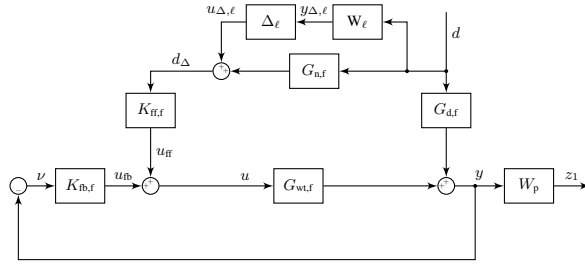 u_{Δ,ℓ} y_{Δ,ℓ}
Δ_ℓ W_ℓ
d
d_Δ + + G_{n,f}
K_{ff,f} G_{d,f}
u_{ff}
− ν K_{fb,f} u_{fb} + + u G_{wt,f} + + y W_p z_1